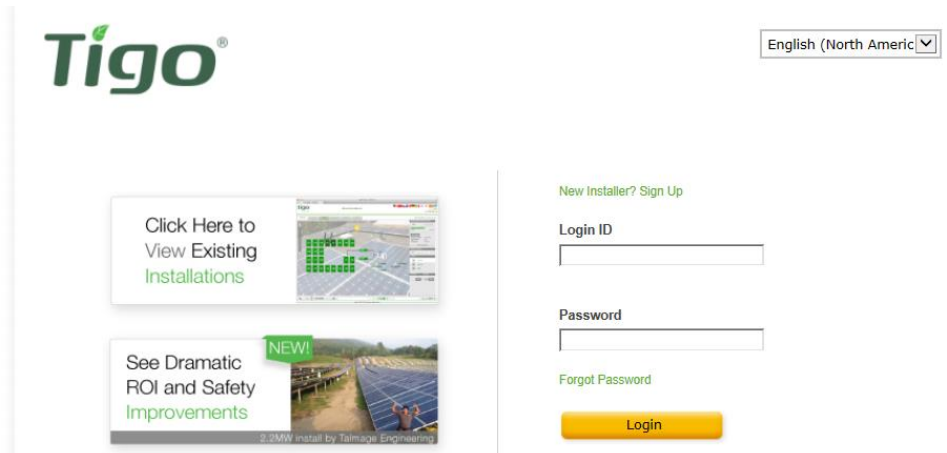 Tigo®
English (North Americ
New Installer? Sign Up
Login ID
Password
Forgot Password
Login
Click Here to
View Existing
Installations
NEW!
See Dramatic
ROI and Safety
Improvements
2.2MW install by Talmage Engineering